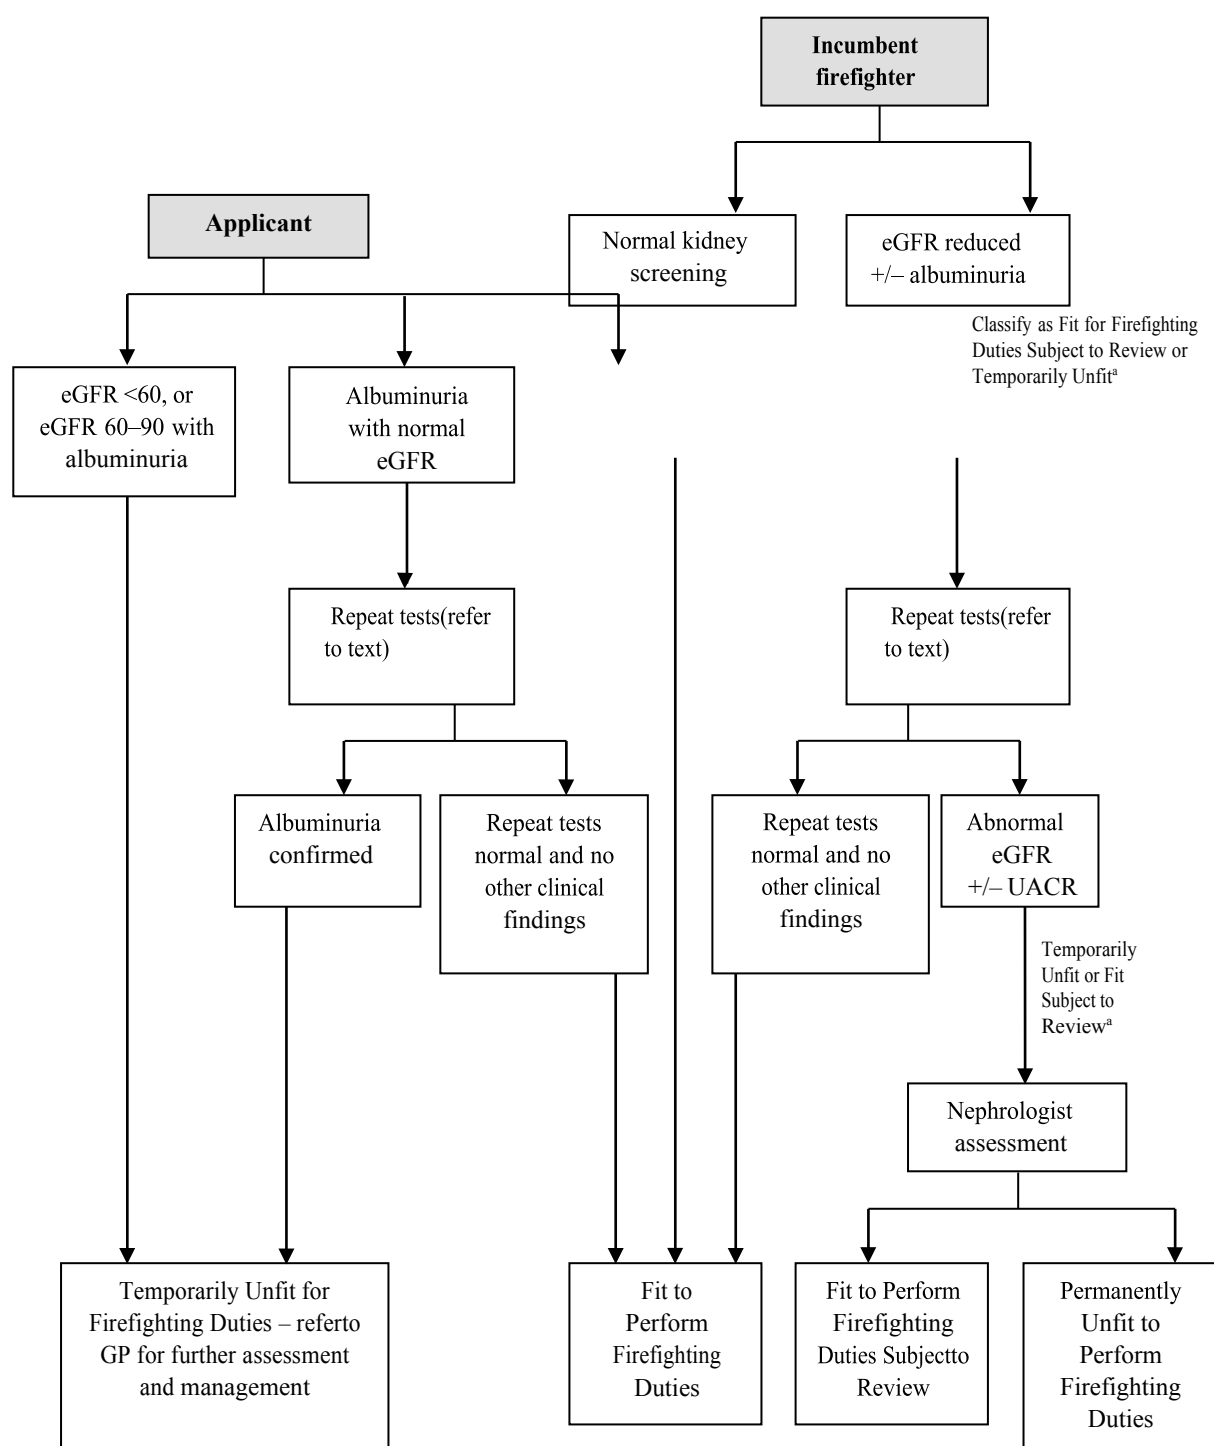 Incumbent
firefighter
Applicant
Normal kidney
screening
eGFR reduced
+/– albuminuria
Classify as Fit for Firefighting
Duties Subject to Review or
Temporarily Unfitª
eGFR <60, or
eGFR 60–90 with
albuminuria
Albuminuria
with normal
eGFR
Repeat tests(refer
to text)
Repeat tests(refer
to text)
Albuminuria
confirmed
Repeat tests
normal and no
other clinical
findings
Repeat tests
normal and no
other clinical
findings
Abnormal
eGFR
+/– UACR
Temporarily
Unfit or Fit
Subject to
Reviewª
Nephrologist
assessment
Temporarily Unfit for
Firefighting Duties – referto
GP for further assessment
and management
Fit to
Perform
Firefighting
Duties
Fit to Perform
Firefighting
Duties Subjectto
Review
Permanently
Unfit to
Perform
Firefighting
Duties